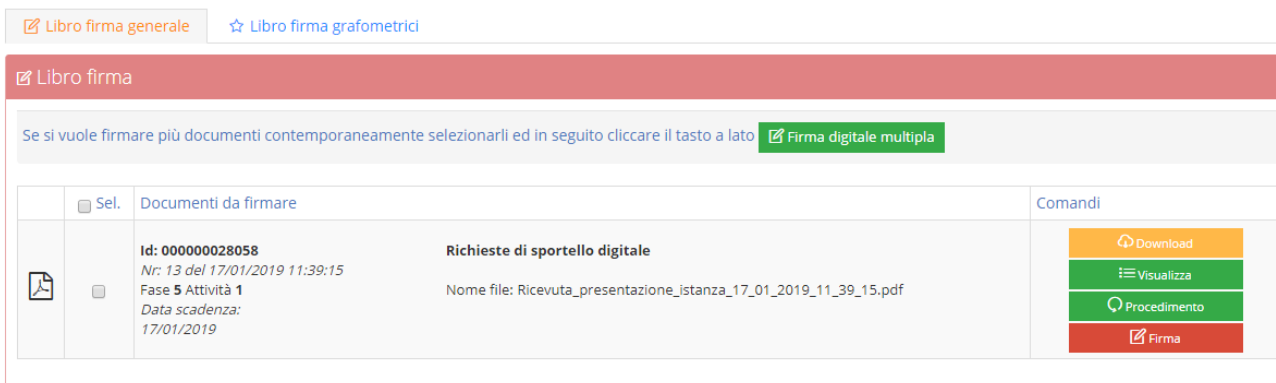 Libro firma generale Libro firma grafometrici
Libro firma
Se si vuole firmare più documenti contemporaneamente selezionarli ed in seguito cliccare il tasto a lato Firma digitale multipla
Sel. Documenti da firmare Comandi
Id: 000000028058 Richieste di sportello digitale Download
Nr: 13 del 17/01/2019 11:39:15 Visualizza
Fase 5 Attività 1 Nome file: Ricevuta_presentazione_istanza_17_01_2019_11_39_15.pdf
Data scadenza: Procedimento
17/01/2019 Firma